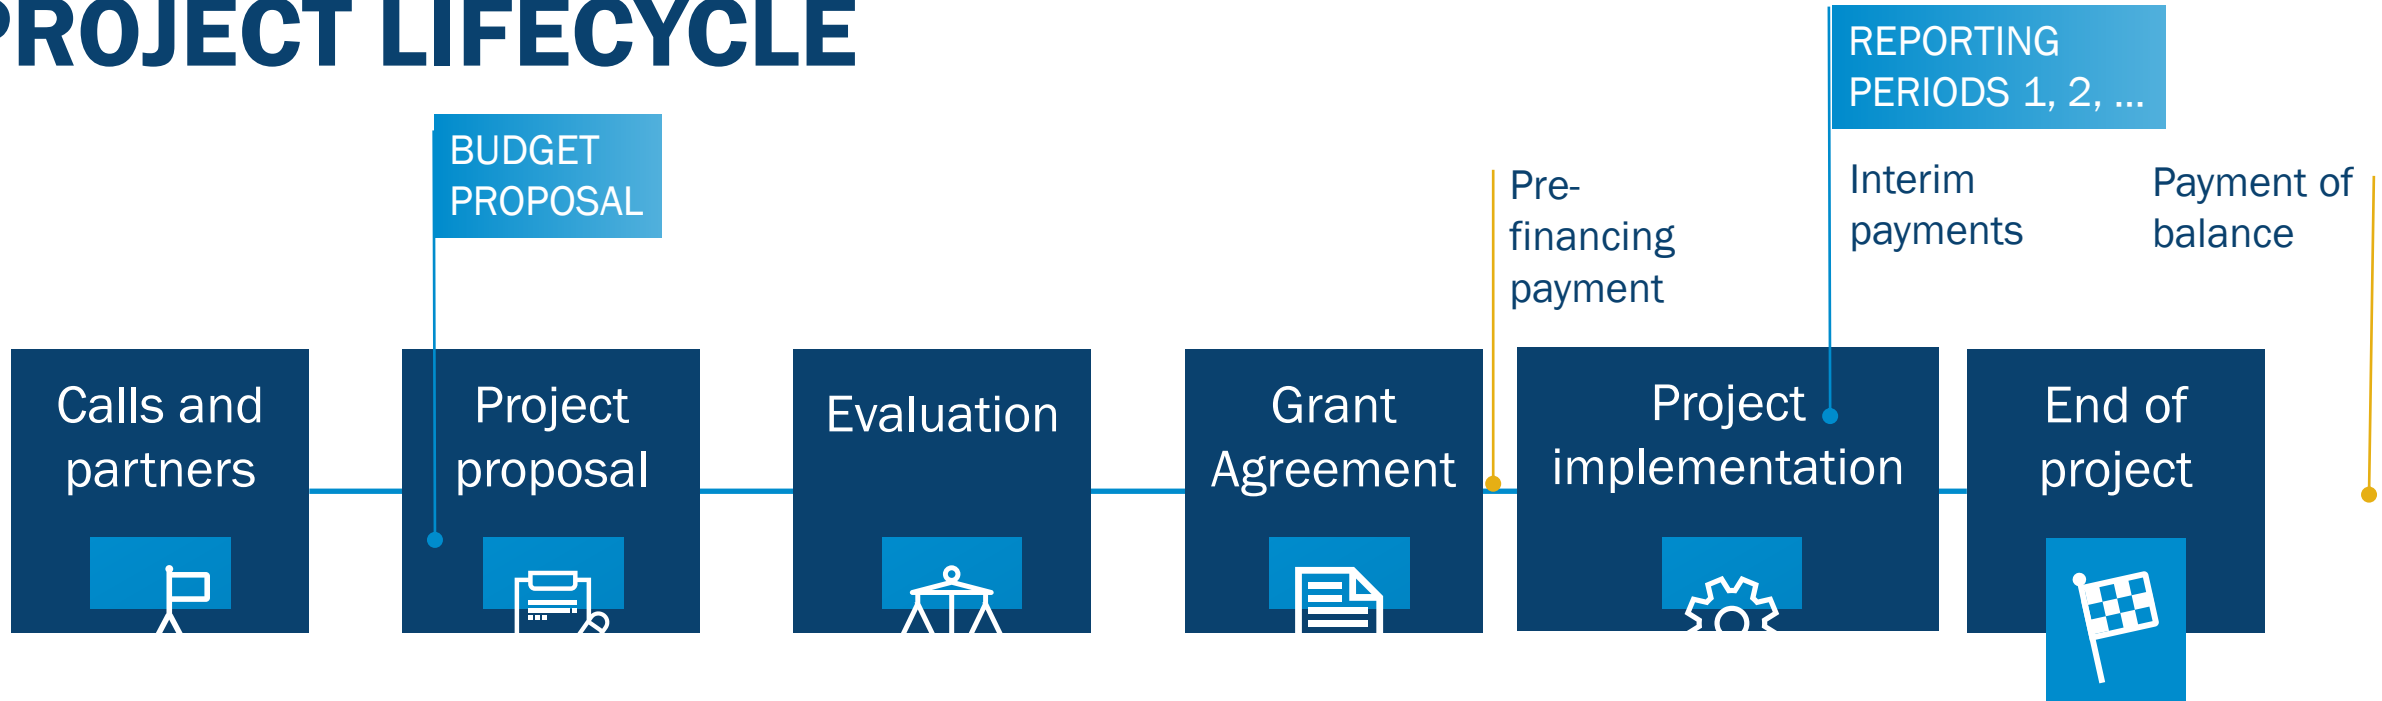 PROJECT LIFECYCLE
BUDGET
PROPOSAL
REPORTING
PERIODS 1, 2, ...
Pre-
financing
payment
Interim
payments
Payment of
balance
Calls and
partners
Project
proposal
Evaluation
Grant
Agreement
Project
implementation
End of
project